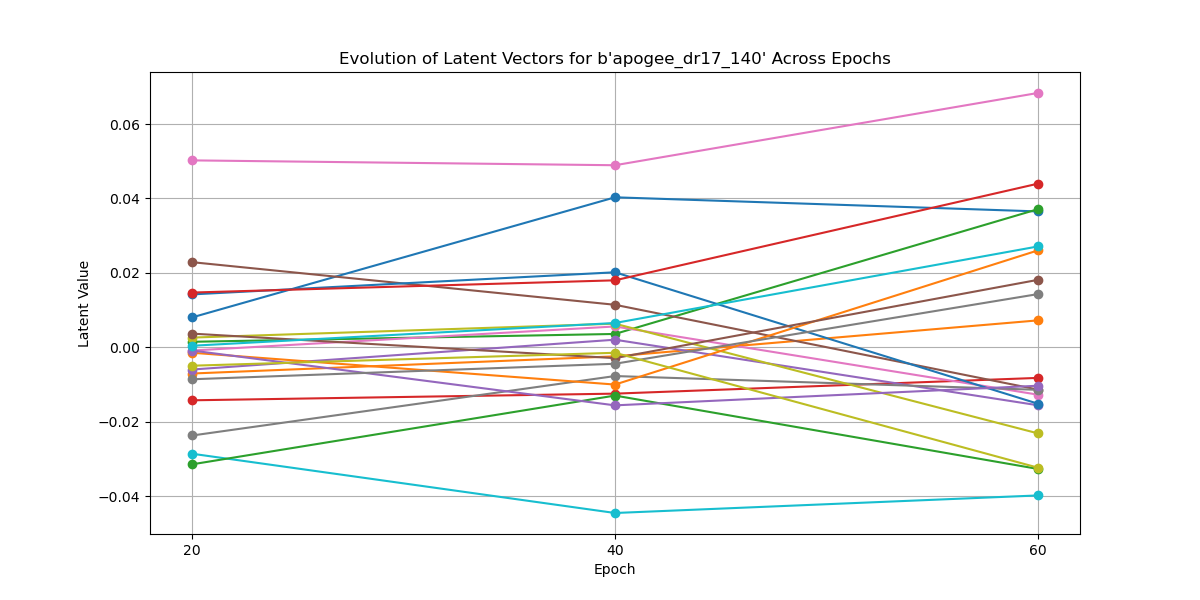 Evolution of Latent Vectors for b'apogee_dr17_140' Across Epochs
Latent Value
0.06
0.04
0.02
0.00
−0.02
−0.04
20 40 60
Epoch